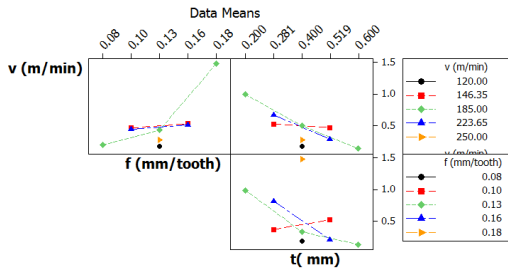 Data Means
0.08 0.10 0.13 0.16 0.18 0.200 0.281 0.400 0.519 0.600
v (m/min)
1.5
1.0
0.5
v (m/min)
120.00
146.35
185.00
223.65
250.00
v (m/min)
f (mm/tooth)
1.5
1.0
0.5
f (mm/tooth)
0.08
0.10
0.13
0.16
0.18
t( mm)